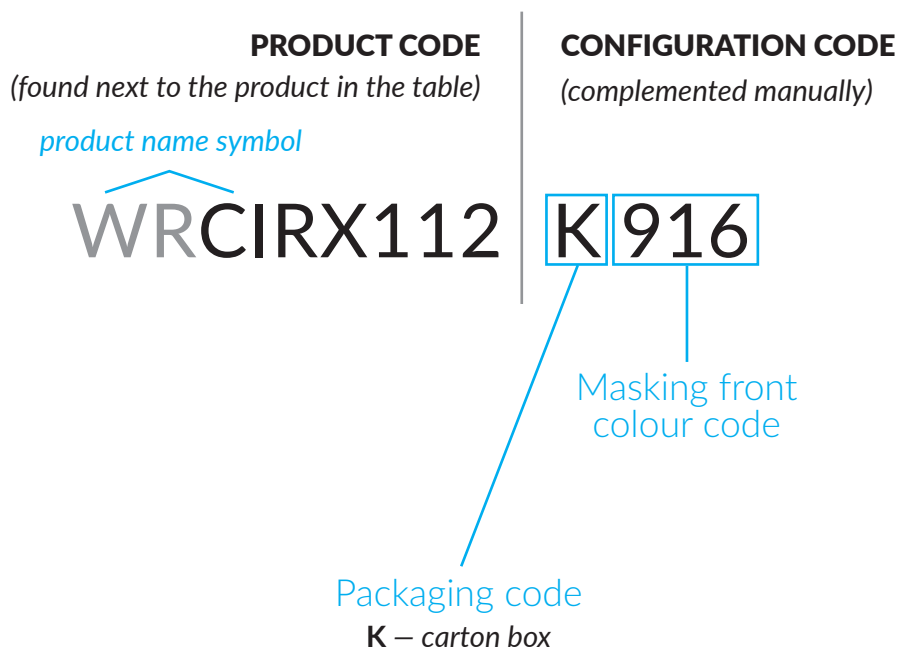 PRODUCT CODE
(found next to the product in the table)
product name symbol
WRCIRX112
CONFIGURATION CODE
(complemented manually)
K 916
Masking front
colour code
Packaging code
K – carton box